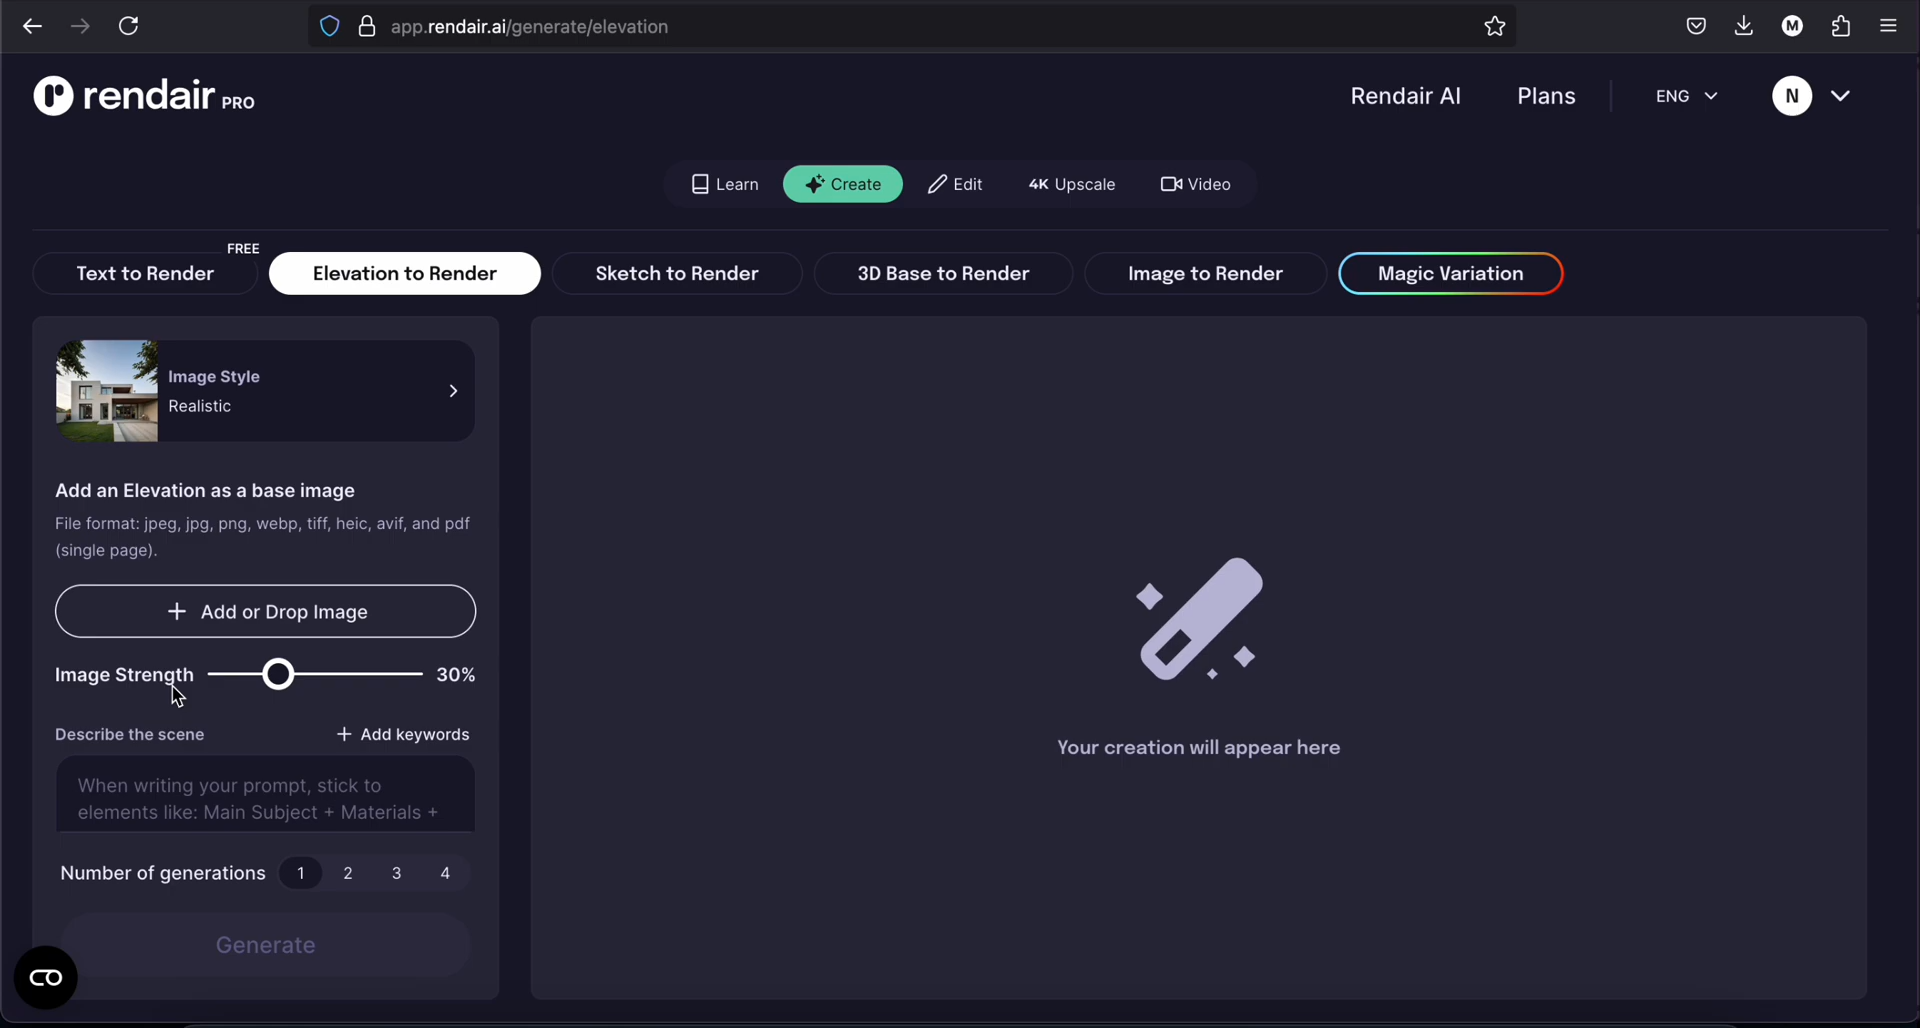 app.rendair.ai/generate/elevation
M
rendair PRO
Rendair AI
Plans
ENG
N
Learn
Create
Edit
4K Upscale
Video
FREE
Text to Render
Elevation to Render
Sketch to Render
3D Base to Render
Image to Render
Magic Variation
Image Style
Realistic
Add an Elevation as a base image
File format: jpeg, jpg, png, webp, tiff, heic, avif, and pdf
(single page).
+ Add or Drop Image
Image Strength 30%
Describe the scene
+ Add keywords
When writing your prompt, stick to
elements like: Main Subject + Materials +
Number of generations 1 2 3 4
Generate
Your creation will appear here